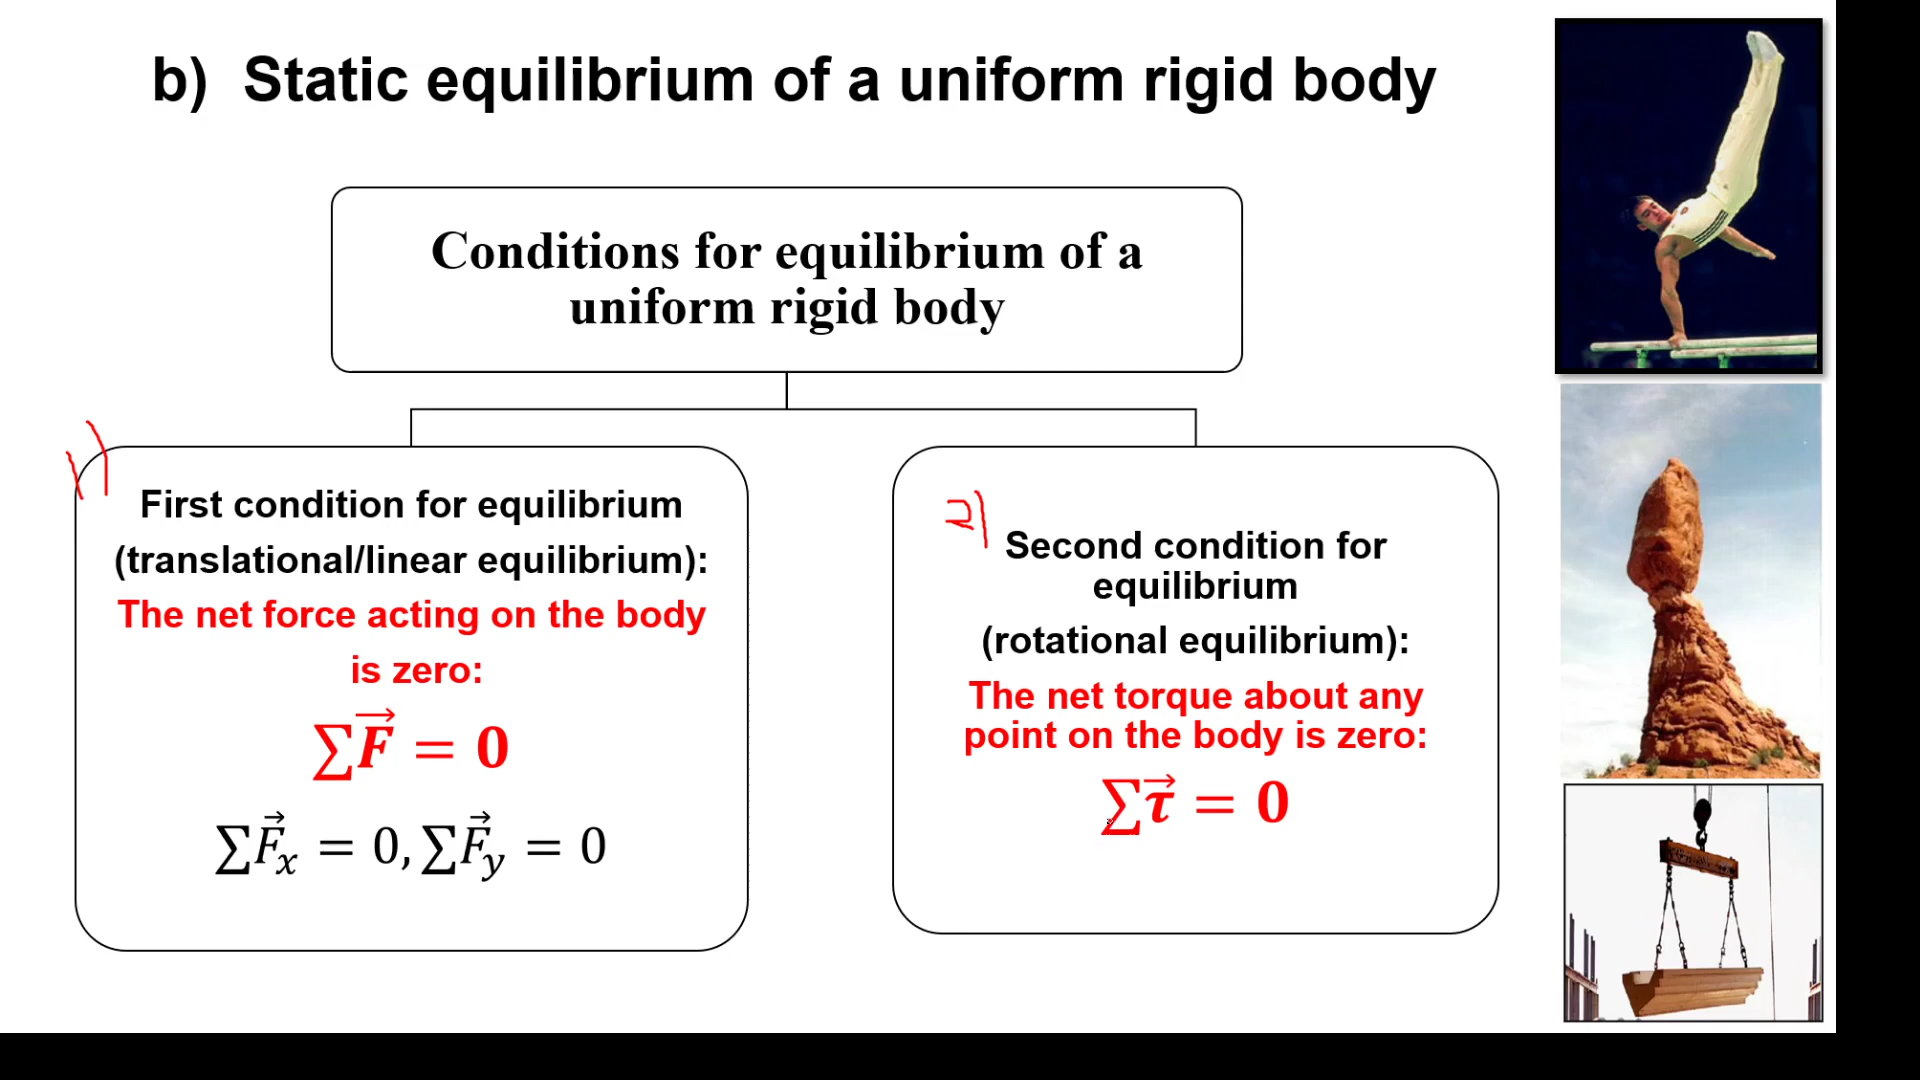 b) Static equilibrium of a uniform rigid body
Conditions for equilibrium of a
uniform rigid body
1)
First condition for equilibrium
(translational/linear equilibrium):
The net force acting on the body
is zero:
∑F⃗ = 0
∑F⃗x = 0, ∑F⃗y = 0
2)
Second condition for
equilibrium
(rotational equilibrium):
The net torque about any
point on the body is zero:
∑τ⃗ = 0